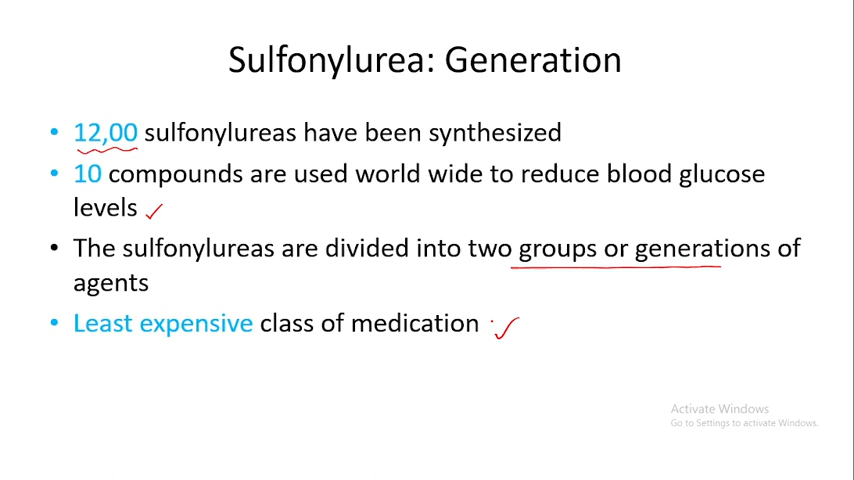 Sulfonylurea: Generation
• 12,00 sulfonylureas have been synthesized
• 10 compounds are used world wide to reduce blood glucose
levels
• The sulfonylureas are divided into two groups or generations of
agents
• Least expensive class of medication
Activate Windows
Go to Settings to activate Windows.